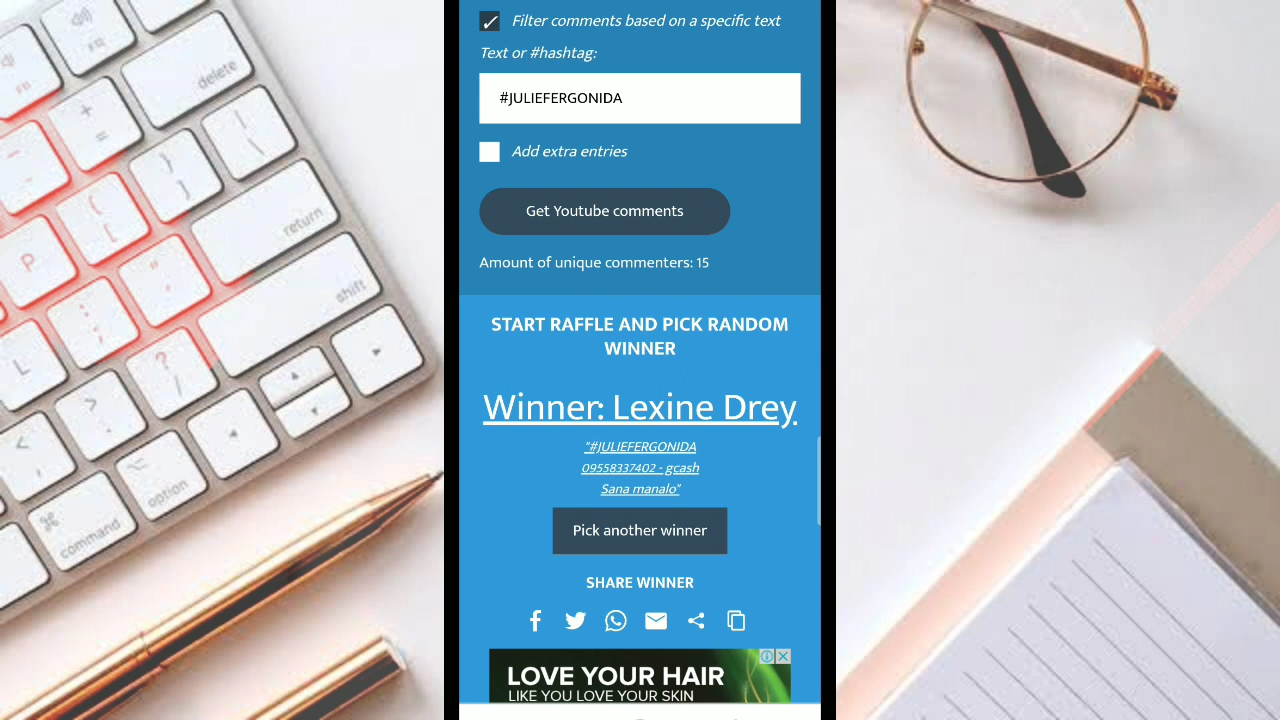 Filter comments based on a specific text
Text or #hashtag:
#JULIEFERGONIDA
Add extra entries
Get Youtube comments
Amount of unique commenters: 15
START RAFFLE AND PICK RANDOM
WINNER
Winner: Lexine Drey
"#JULIEFERGONIDA
09558337402 - gcash
Sana manalo"
Pick another winner
SHARE WINNER
LOVE YOUR HAIR
LIKE YOU LOVE YOUR SKIN
delete
return
shift
option
command
P
L